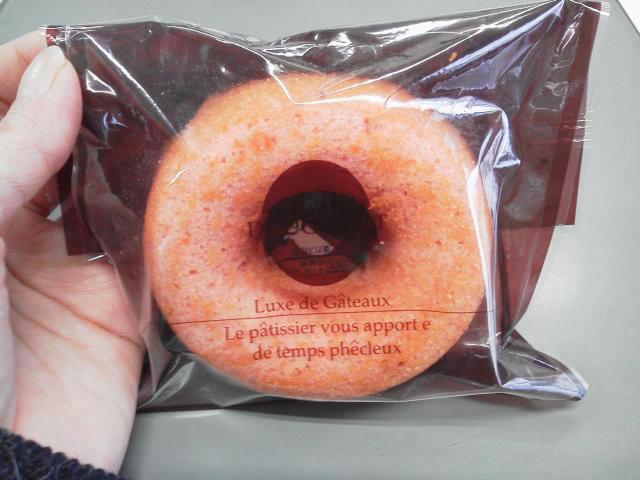 Luxe de Gâteaux
Le pâtissier vous apport e
de temps phêcleux